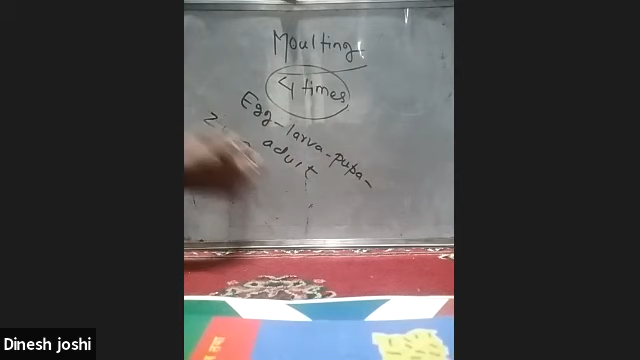 Moulting
4 times
Egg - larva - pupa -
adult
Dinesh joshi